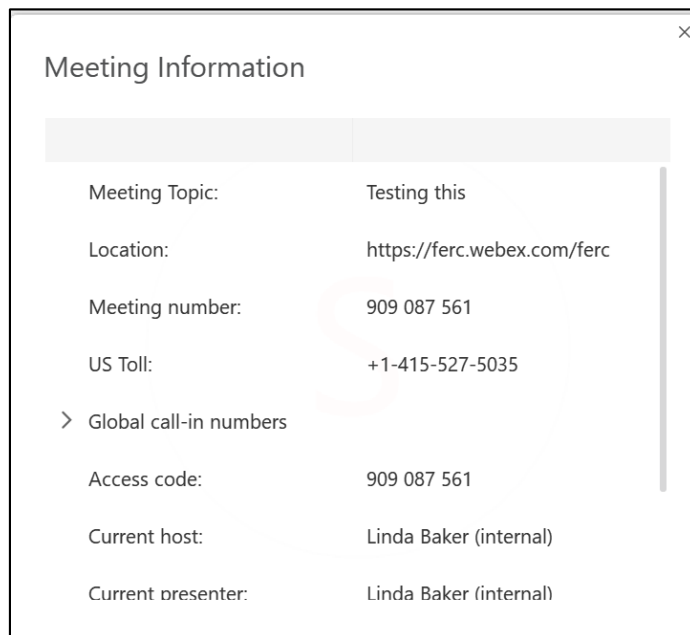 Meeting Information
Meeting Topic: Testing this
Location: https://ferc.webex.com/ferc
Meeting number: 909 087 561
US Toll: +1-415-527-5035
Global call-in numbers
Access code: 909 087 561
Current host: Linda Baker (internal)
Current presenter: Linda Baker (internal)